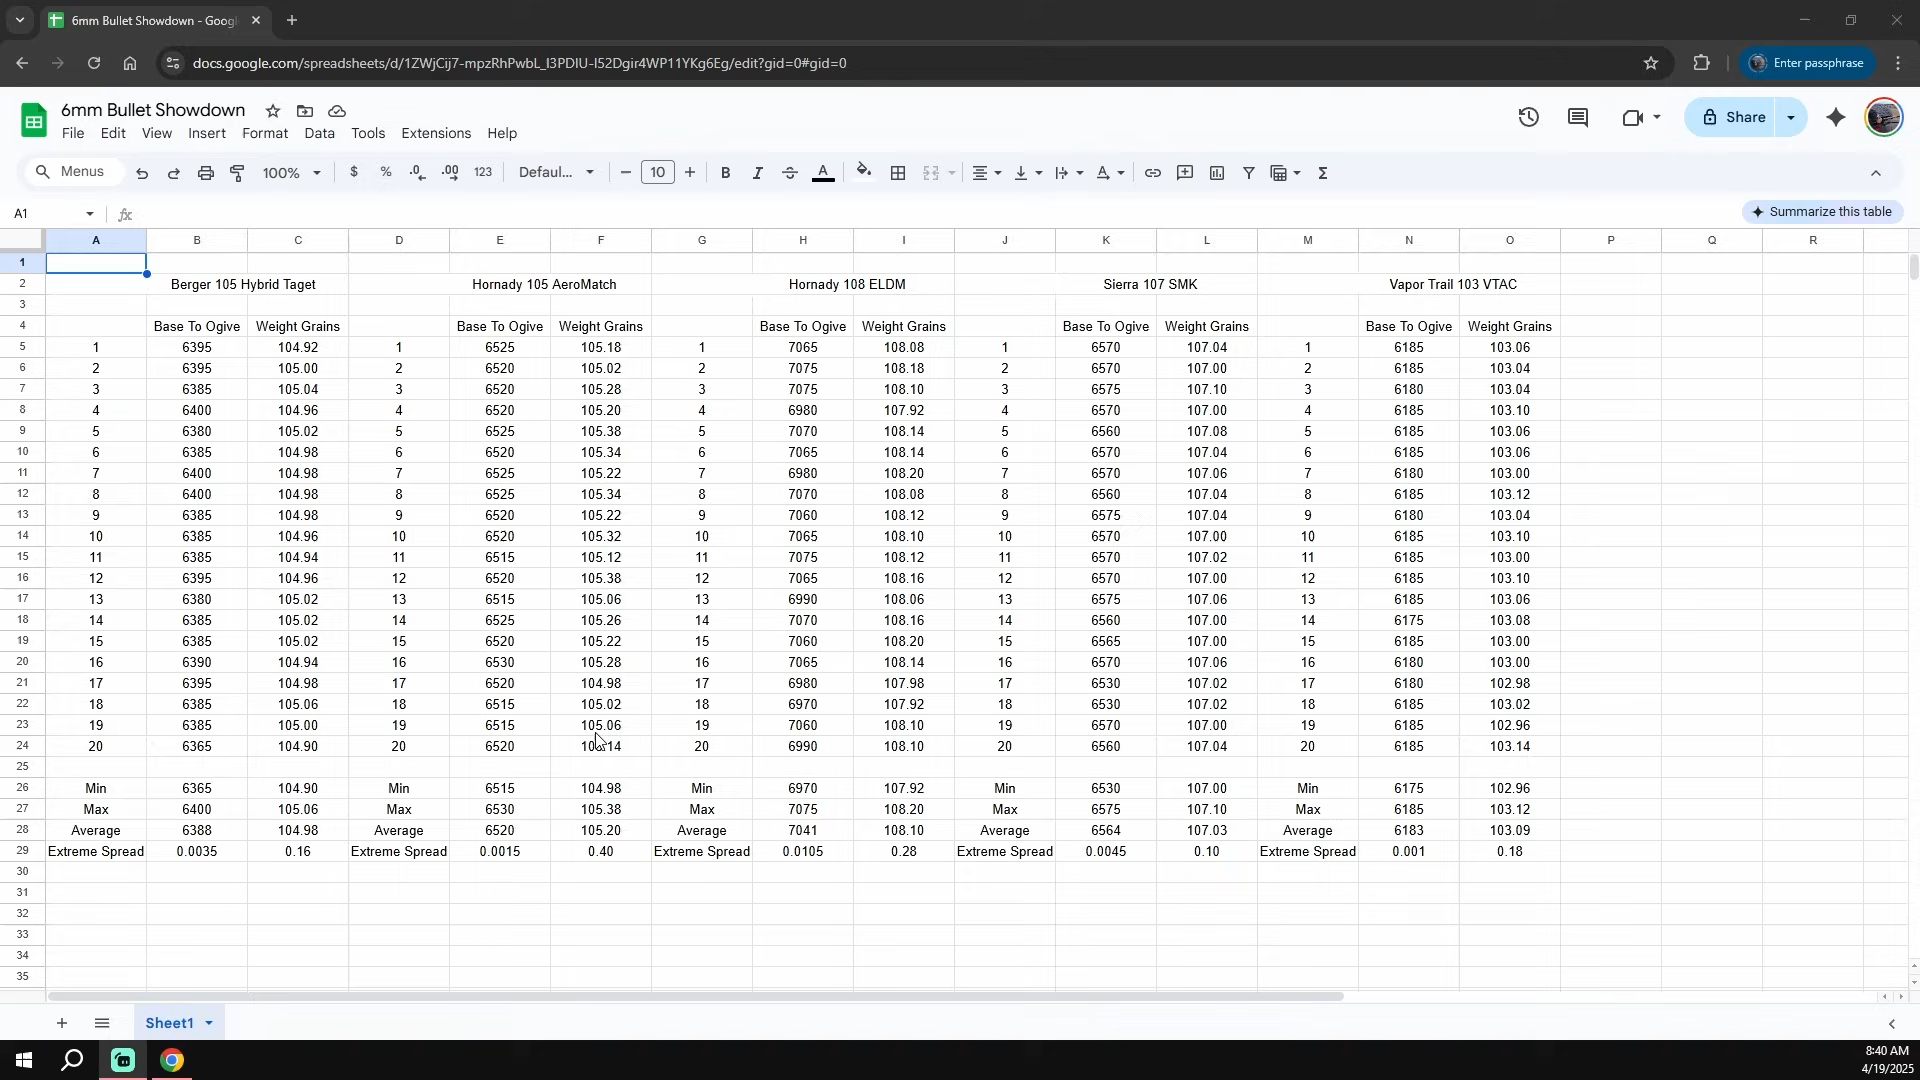 6mm Bullet Showdown - Googl
docs.google.com/spreadsheets/d/1ZWjCij7-mpzRhPwbL_I3PDIU-I52Dgir4WP11YKg6Eg/edit?gid=0#gid=0
Enter passphrase
6mm Bullet Showdown
File Edit View Insert Format Data Tools Extensions Help
Share
Menus 100% $ % .0 .00 123 Defaul... 10 B I A
A1 fx
Summarize this table
A B C D E F G H I J K L M N O P Q R
1
2 Berger 105 Hybrid Taget Hornady 105 AeroMatch Hornady 108 ELDM Sierra 107 SMK Vapor Trail 103 VTAC
3
4 Base To Ogive Weight Grains Base To Ogive Weight Grains Base To Ogive Weight Grains Base To Ogive Weight Grains Base To Ogive Weight Grains
5 1 6395 104.92 1 6525 105.18 1 7065 108.08 1 6570 107.04 1 6185 103.06
6 2 6395 105.00 2 6520 105.02 2 7075 108.18 2 6570 107.00 2 6185 103.04
7 3 6385 105.04 3 6520 105.28 3 7075 108.10 3 6575 107.10 3 6180 103.04
8 4 6400 104.96 4 6520 105.20 4 6980 107.92 4 6570 107.00 4 6185 103.10
9 5 6380 105.02 5 6525 105.38 5 7070 108.14 5 6560 107.08 5 6185 103.06
10 6 6385 104.98 6 6520 105.34 6 7065 108.14 6 6570 107.04 6 6185 103.06
11 7 6400 104.98 7 6525 105.22 7 6980 108.20 7 6570 107.06 7 6180 103.00
12 8 6400 104.98 8 6525 105.34 8 7070 108.08 8 6560 107.04 8 6185 103.12
13 9 6385 104.98 9 6520 105.22 9 7060 108.12 9 6575 107.04 9 6180 103.04
14 10 6385 104.96 10 6520 105.32 10 7065 108.10 10 6570 107.00 10 6185 103.10
15 11 6385 104.94 11 6515 105.12 11 7075 108.12 11 6570 107.02 11 6185 103.00
16 12 6395 104.96 12 6520 105.38 12 7065 108.16 12 6570 107.00 12 6185 103.10
17 13 6380 105.02 13 6515 105.06 13 6990 108.06 13 6575 107.06 13 6185 103.06
18 14 6385 105.02 14 6525 105.26 14 7070 108.16 14 6560 107.00 14 6175 103.08
19 15 6385 105.02 15 6520 105.22 15 7060 108.20 15 6565 107.00 15 6185 103.00
20 16 6390 104.94 16 6530 105.28 16 7065 108.14 16 6570 107.06 16 6180 103.00
21 17 6395 104.98 17 6520 104.98 17 6980 107.98 17 6530 107.02 17 6180 102.98
22 18 6385 105.06 18 6515 105.02 18 6970 107.92 18 6530 107.02 18 6185 103.02
23 19 6385 105.00 19 6515 105.06 19 7060 108.10 19 6570 107.00 19 6185 102.96
24 20 6365 104.90 20 6520 20 6990 108.10 20 6560 107.04 20 6185 103.14
25
26 Min 6365 104.90 Min 6515 104.98 Min 6970 107.92 Min 6530 107.00 Min 6175 102.96
27 Max 6400 105.06 Max 6530 105.38 Max 7075 108.20 Max 6575 107.10 Max 6185 103.12
28 Average 6388 104.98 Average 6520 105.20 Average 7041 108.10 Average 6564 107.03 Average 6183 103.09
29 Extreme Spread 0.0035 0.16 Extreme Spread 0.0015 0.40 Extreme Spread 0.0105 0.28 Extreme Spread 0.0045 0.10 Extreme Spread 0.001 0.18
30
31
32
33
34
35
Sheet1
8:40 AM
4/19/2025